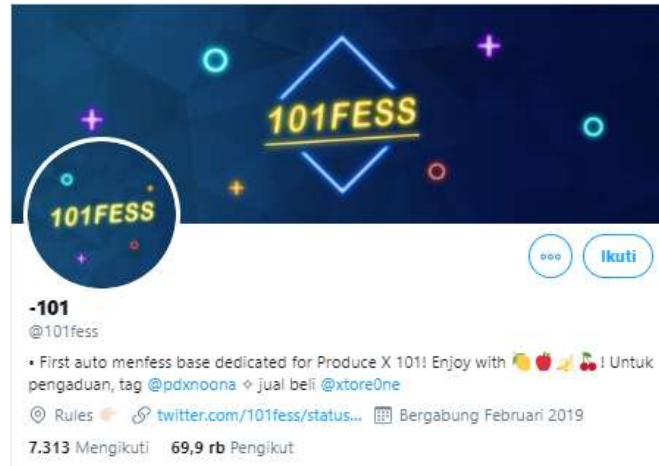 101FESS
101FESS
Ikuti
-101
@101fess
• First auto menfess base dedicated for Produce X 101! Enjoy with 🍋🍎🍌🍒! Untuk
pengaduan, tag @pdxnoona ✧ jual beli @xtore0ne
Rules 👉🏻 twitter.com/101fess/status... Bergabung Februari 2019
7.313 Mengikuti 69,9 rb Pengikut